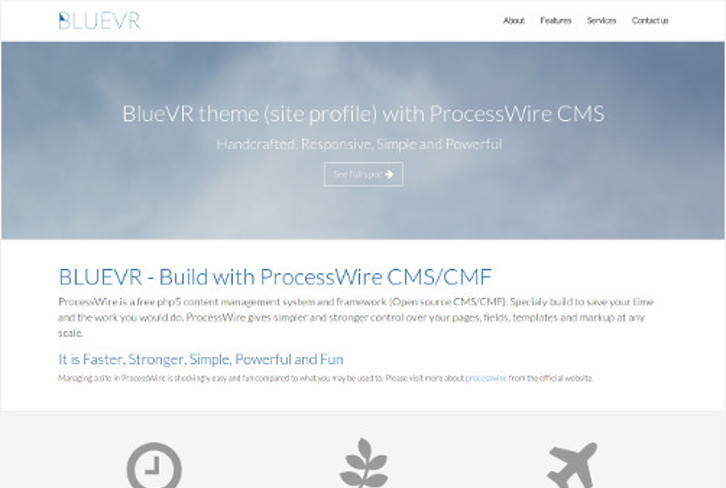 BLUEVR
About Features Services Contact us
BlueVR theme (site profile) with ProcessWire CMS
Handcrafted, Responsive, Simple and Powerful
See full spec
BLUEVR - Build with ProcessWire CMS/CMF
ProcessWire is a free php5 content management system and framework (Open source CMS/CMF). Specialy build to save your time
and the work you would do. ProcessWire gives simpler and stronger control over your pages, fields, templates and markup at any
scale.
It is Faster, Stronger, Simple, Powerful and Fun
Managing a site in ProcessWire is shockingly easy and fun compared to what you may be used to. Please visit more about processwire from the official website.